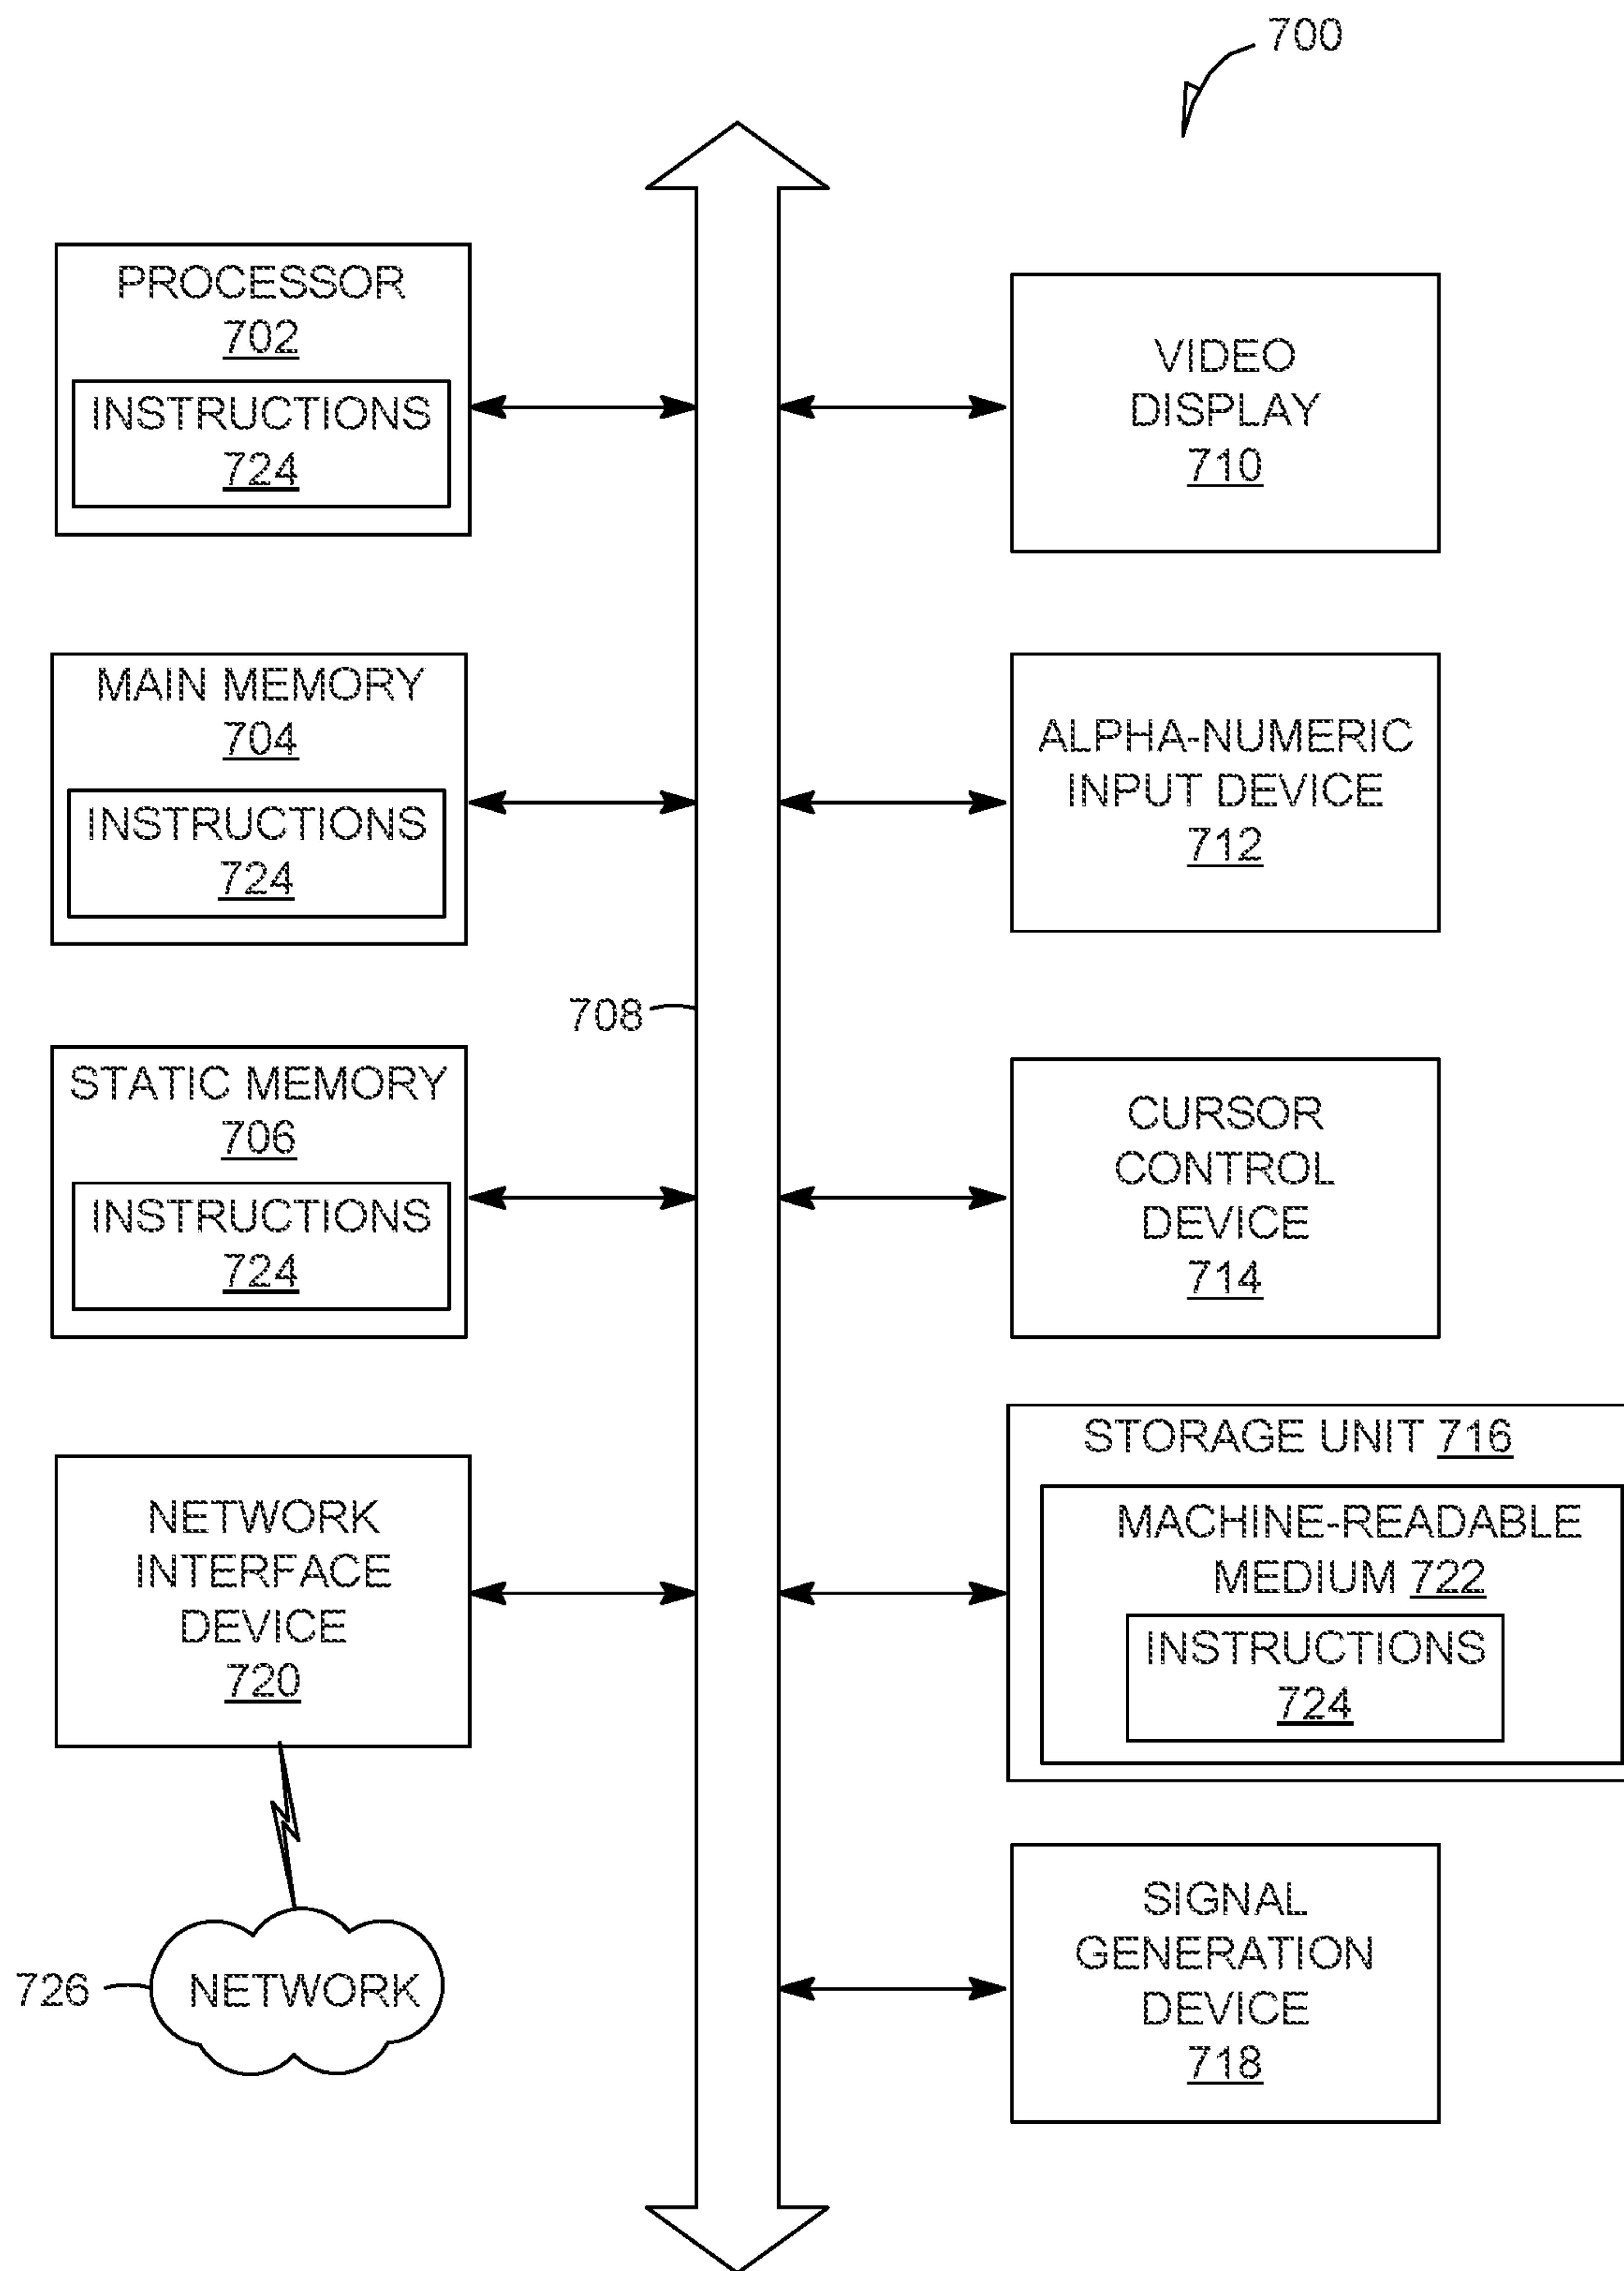 700
PROCESSOR
702
INSTRUCTIONS
724
MAIN MEMORY
704
INSTRUCTIONS
724
708
STATIC MEMORY
706
INSTRUCTIONS
724
NETWORK
INTERFACE
DEVICE
720
726
NETWORK
VIDEO
DISPLAY
710
ALPHA-NUMERIC
INPUT DEVICE
712
CURSOR
CONTROL
DEVICE
714
STORAGE UNIT 716
MACHINE-READABLE
MEDIUM 722
INSTRUCTIONS
724
SIGNAL
GENERATION
DEVICE
718